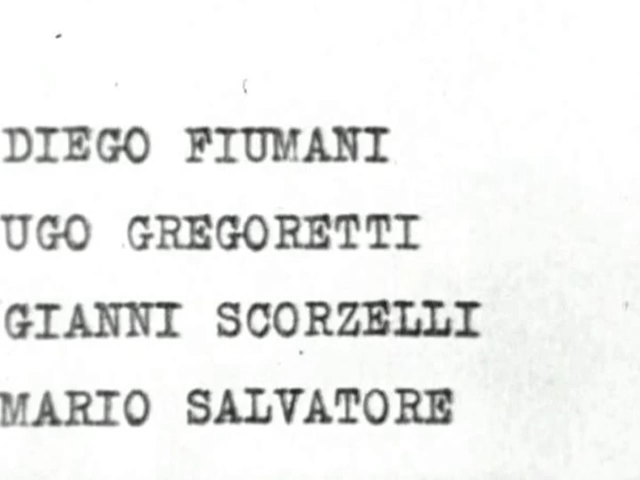 DIEGO FIUMANI
UGO GREGORETTI
GIANNI SCORZELLI
MARIO SALVATORE